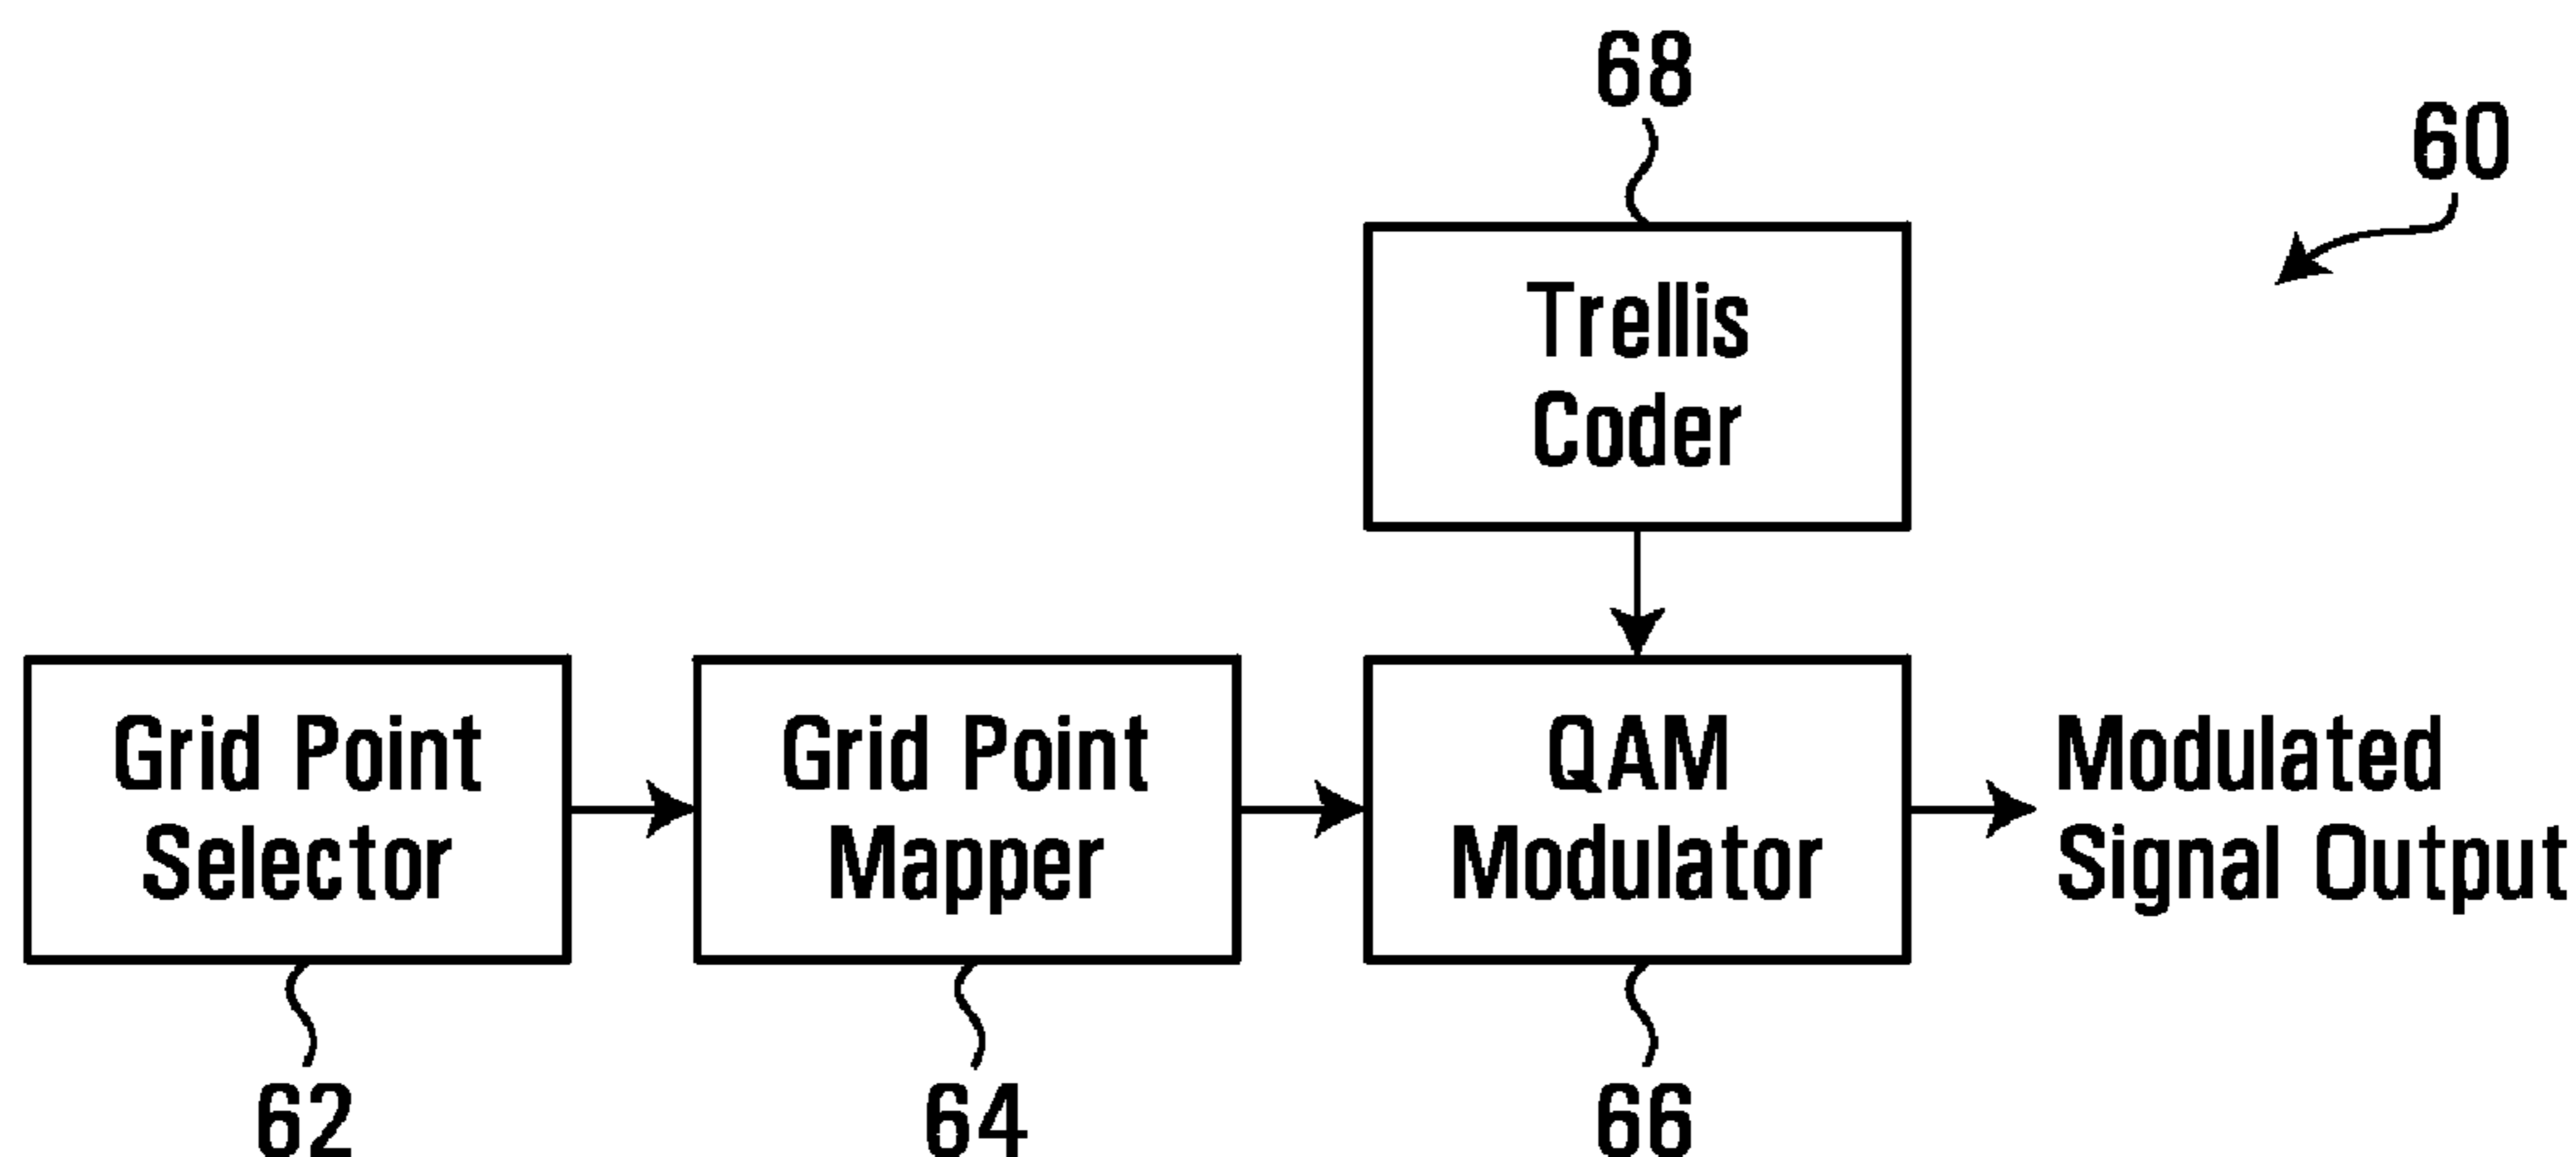 68
60
Trellis
Coder
Grid Point
Selector
Grid Point
Mapper
QAM
Modulator
Modulated
Signal Output
62
64
66